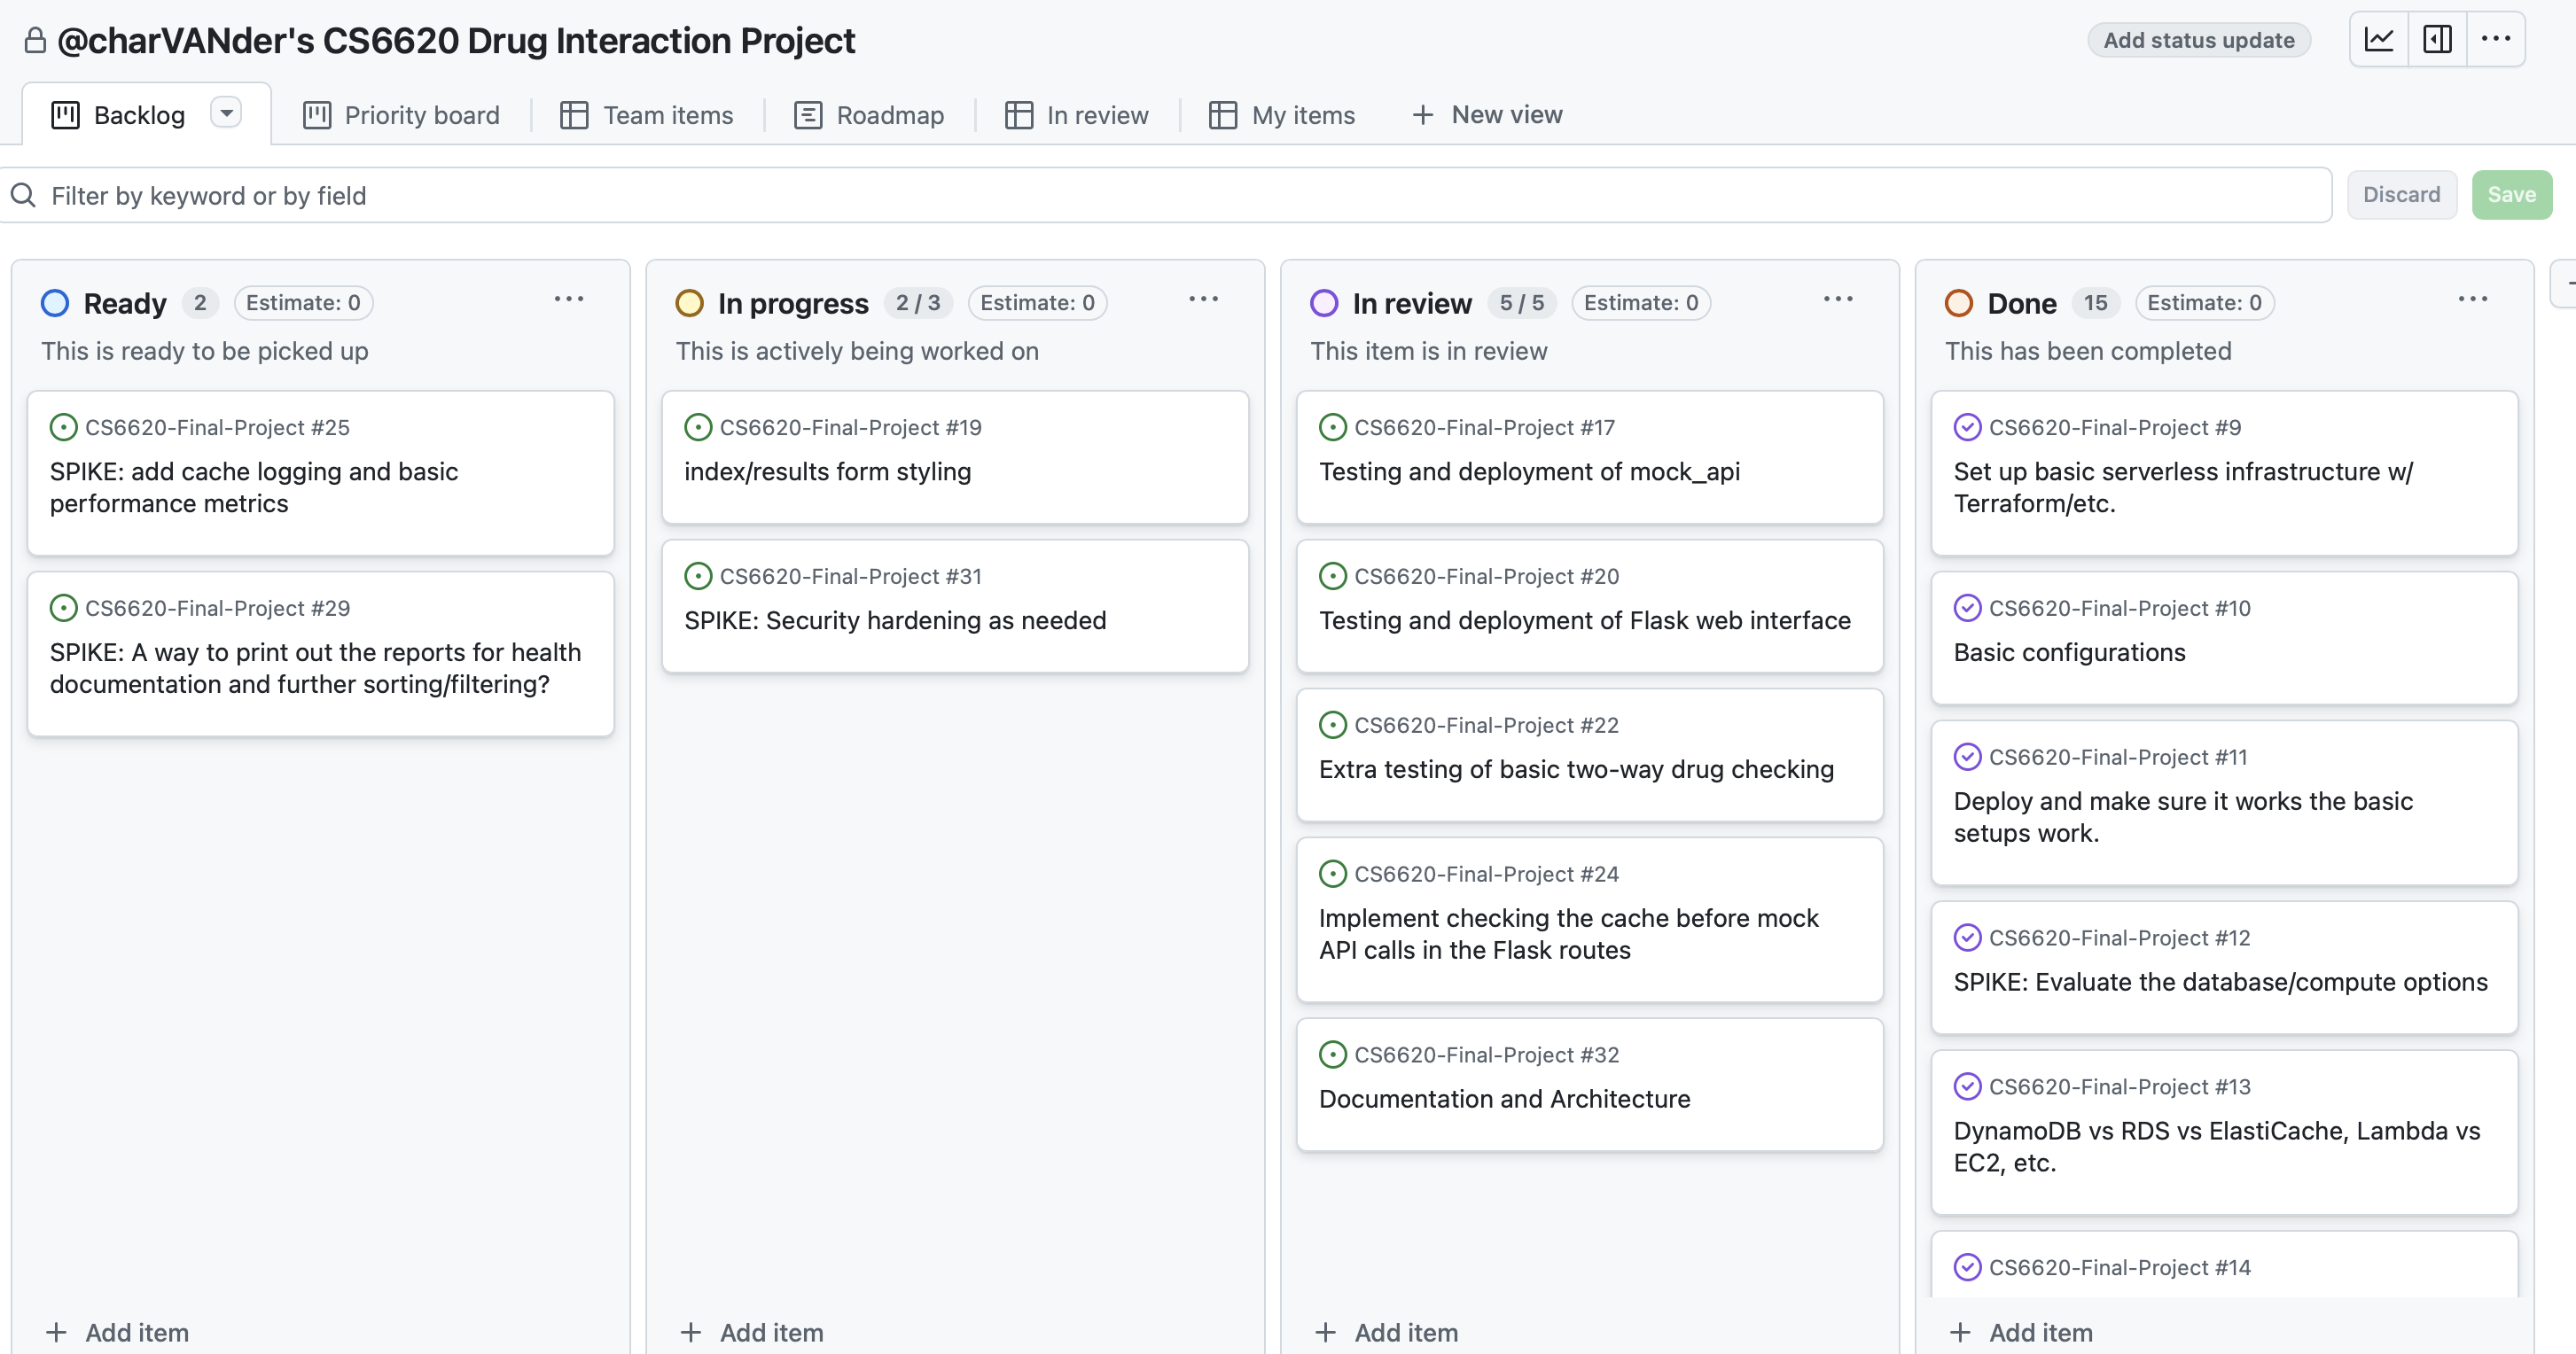 @charVANder's CS6620 Drug Interaction Project
Add status update
Backlog
Priority board
Team items
Roadmap
In review
My items
New view
Filter by keyword or by field
Discard
Save
Ready 2 Estimate: 0
This is ready to be picked up
CS6620-Final-Project #25
SPIKE: add cache logging and basic
performance metrics
CS6620-Final-Project #29
SPIKE: A way to print out the reports for health
documentation and further sorting/filtering?
Add item
In progress 2 / 3 Estimate: 0
This is actively being worked on
CS6620-Final-Project #19
index/results form styling
CS6620-Final-Project #31
SPIKE: Security hardening as needed
Add item
In review 5 / 5 Estimate: 0
This item is in review
CS6620-Final-Project #17
Testing and deployment of mock_api
CS6620-Final-Project #20
Testing and deployment of Flask web interface
CS6620-Final-Project #22
Extra testing of basic two-way drug checking
CS6620-Final-Project #24
Implement checking the cache before mock
API calls in the Flask routes
CS6620-Final-Project #32
Documentation and Architecture
Add item
Done 15 Estimate: 0
This has been completed
CS6620-Final-Project #9
Set up basic serverless infrastructure w/
Terraform/etc.
CS6620-Final-Project #10
Basic configurations
CS6620-Final-Project #11
Deploy and make sure it works the basic
setups work.
CS6620-Final-Project #12
SPIKE: Evaluate the database/compute options
CS6620-Final-Project #13
DynamoDB vs RDS vs ElastiCache, Lambda vs
EC2, etc.
CS6620-Final-Project #14
Add item